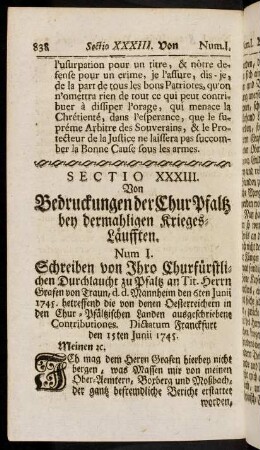 838 Sectio XXXIII. Von Num.I.
l'usurpation pour un titre, & nôtre de-
fense pour un crime, je l'assure, dis-je,
de la part de tous les bons Patriotes, qu'on
n'omettra rien de tout ce qui peut contri-
buer à dissiper l'orage, qui menace la
Chrêtienté, dans l'esperance, que le su-
prême Arbitre des Souverains, & le Pro-
tecteur de la Justice ne laissera pas succom-
ber la Bonne Cause sous les armes.
SECTIO XXXIII.
Von
Bedruckungen der Chur Pfaltz
bey dermahligen Krieges-
Läufften.
Num I.
Schreiben von Ihro Churfürstli-
chen Durchlaucht zu Pfaltz an Tit. Herrn
Grafen von Traun, d. d. Mannheim den 6ten Junii
1745. betreffend die von denen Oesterreichern in
den Chur-Pfältzischen Landen ausgeschriebene
Contributiones. Dictatum Franckfurt
den 15ten Junii 1745.
Meinen ꝛc.
Ich mag dem Herrn Grafen hierbey nicht
bergen, was Massen mir von meinen
Ober-Aemtern, Boxberg und Moßbach,
der gantz befremdliche Bericht erstattet
worden,